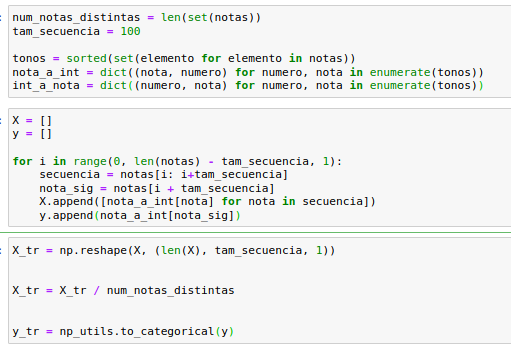 num_notas_distintas = len(set(notas))
tam_secuencia = 100
tonos = sorted(set(elemento for elemento in notas))
nota_a_int = dict((nota, numero) for numero, nota in enumerate(tonos))
int_a_nota = dict((numero, nota) for numero, nota in enumerate(tonos))
X = []
y = []
for i in range(0, len(notas) - tam_secuencia, 1):
secuencia = notas[i: i+tam_secuencia]
nota_sig = notas[i + tam_secuencia]
X.append([nota_a_int[nota] for nota in secuencia])
y.append(nota_a_int[nota_sig])
X_tr = np.reshape(X, (len(X), tam_secuencia, 1))
X_tr = X_tr / num_notas_distintas
y_tr = np_utils.to_categorical(y)